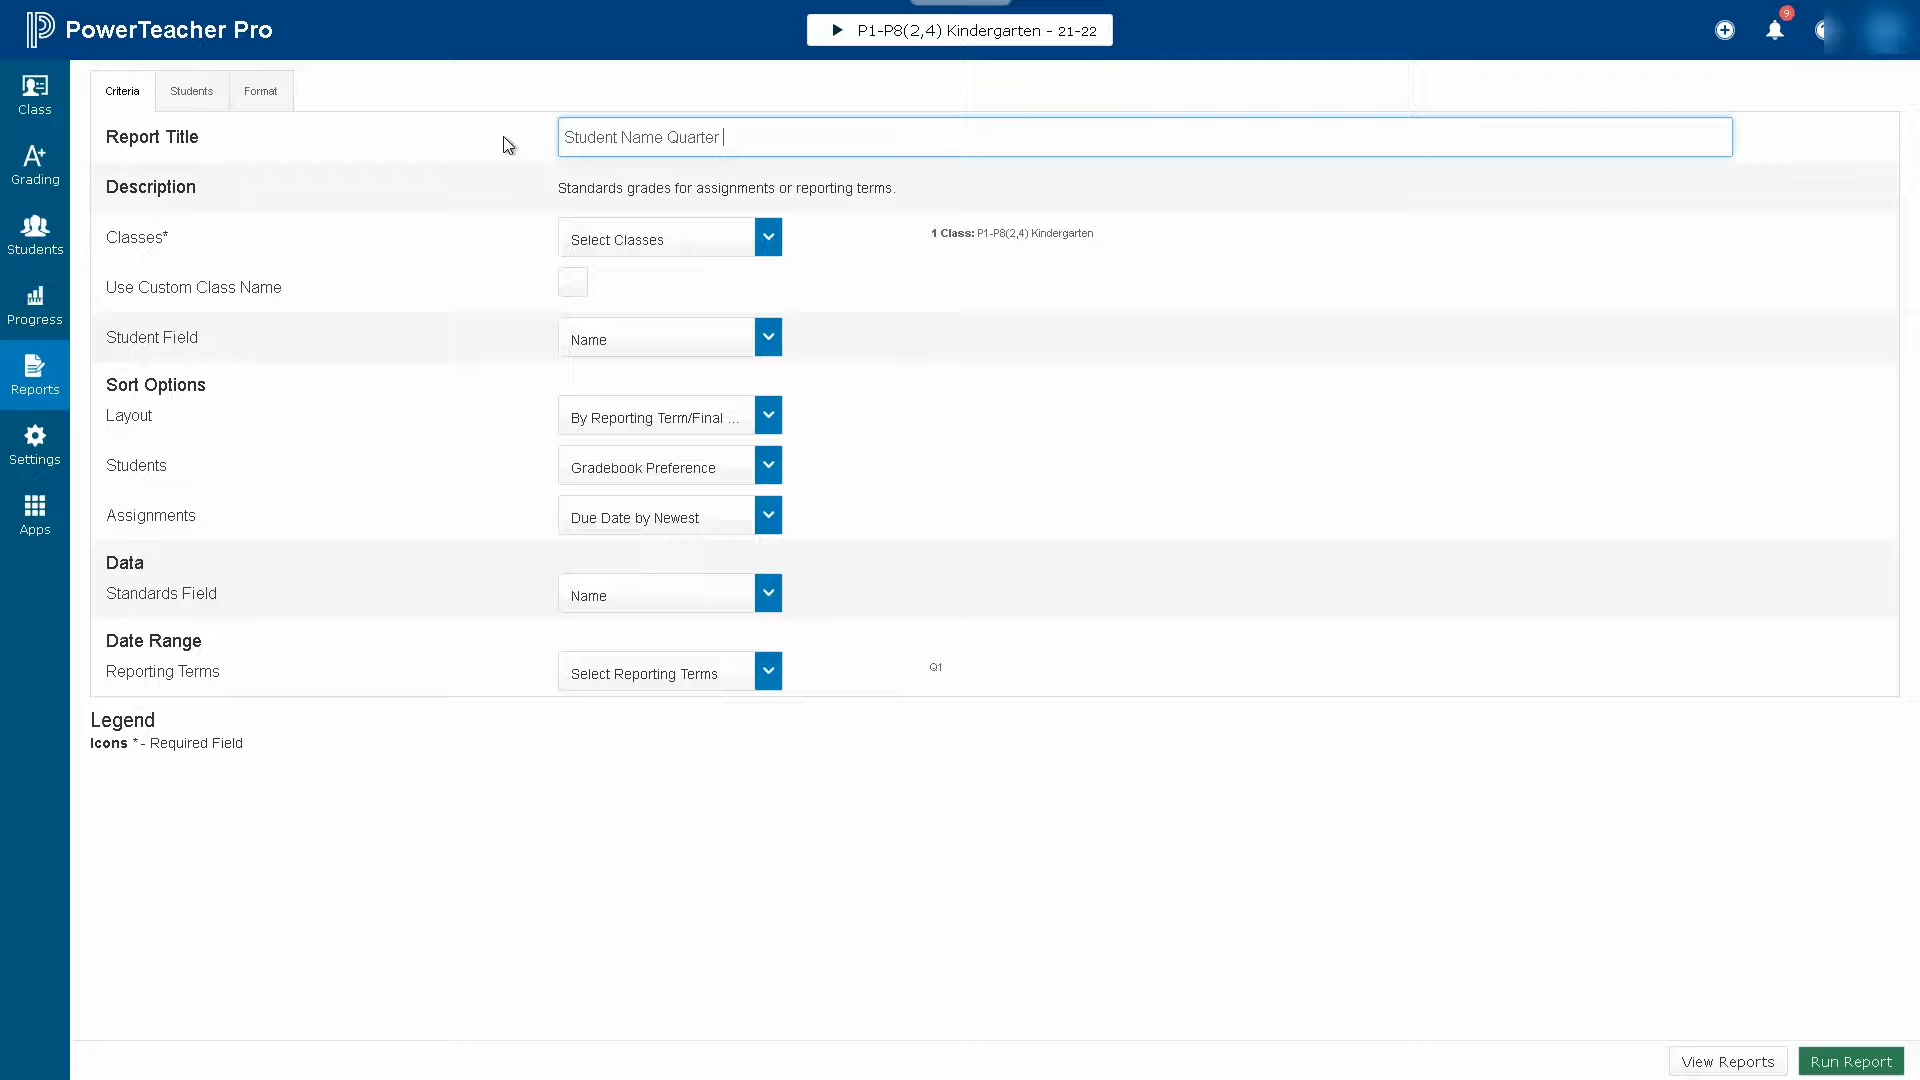 PowerTeacher Pro
P1-P8(2,4) Kindergarten - 21-22
9
Class
Grading
Students
Progress
Reports
Settings
Apps
Criteria
Students
Format
Report Title
Student Name Quarter
Description
Standards grades for assignments or reporting terms.
Classes*
Select Classes
1 Class: P1-P8(2,4) Kindergarten
Use Custom Class Name
Student Field
Name
Sort Options
Layout
By Reporting Term/Final ...
Students
Gradebook Preference
Assignments
Due Date by Newest
Data
Standards Field
Name
Date Range
Reporting Terms
Select Reporting Terms
Q1
Legend
Icons * - Required Field
View Reports
Run Report